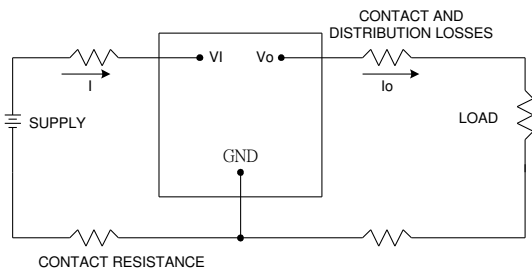 CONTACT AND
DISTRIBUTION LOSSES
VI
Vo
I
Io
SUPPLY
LOAD
GND
CONTACT RESISTANCE